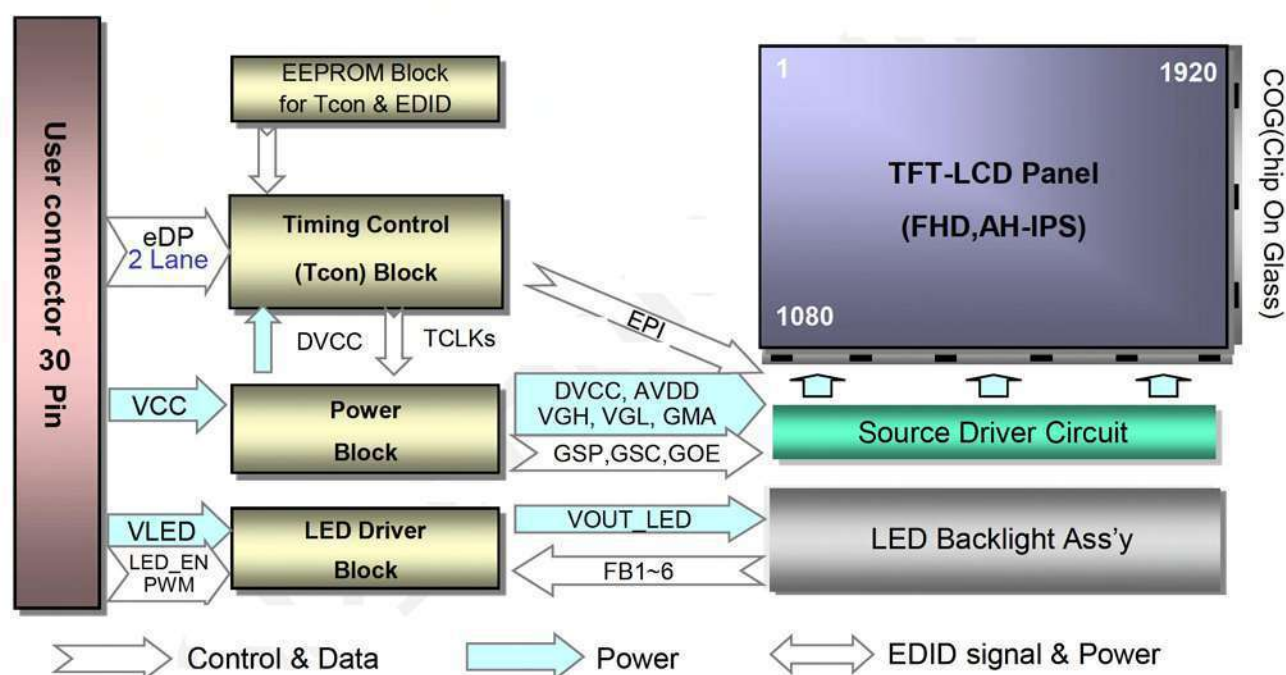 User connector 30 Pin
EEPROM Block
for Tcon & EDID
eDP
2 Lane
Timing Control
(Tcon) Block
DVCC
TCLKs
EPI
VCC
Power
Block
DVCC, AVDD
VGH, VGL, GMA
GSP,GSC,GOE
VLED
LED_EN
PWM
LED Driver
Block
VOUT_LED
FB1~6
1
1920
TFT-LCD Panel
(FHD,AH-IPS)
1080
COG(Chip On Glass)
Source Driver Circuit
LED Backlight Ass'y
Control & Data
Power
EDID signal & Power